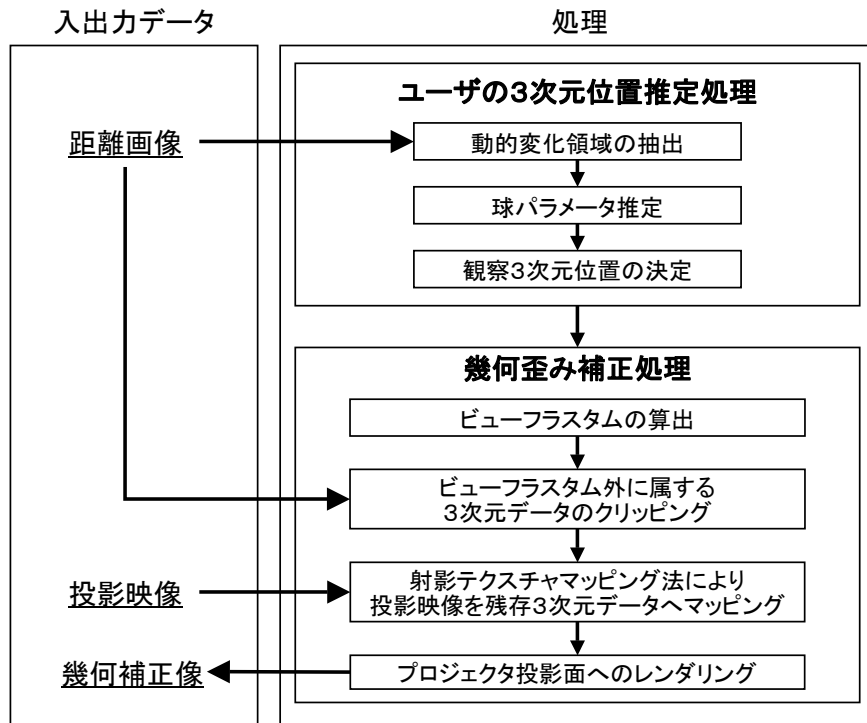 入出力データ
処理
ユーザの3次元位置推定処理
距離画像
動的変化領域の抽出
球パラメータ推定
観察3次元位置の決定
幾何歪み補正処理
ビューフラスタムの算出
ビューフラスタム外に属する
3次元データのクリッピング
投影映像
射影テクスチャマッピング法により
投影映像を残存3次元データへマッピング
幾何補正像
プロジェクタ投影面へのレンダリング